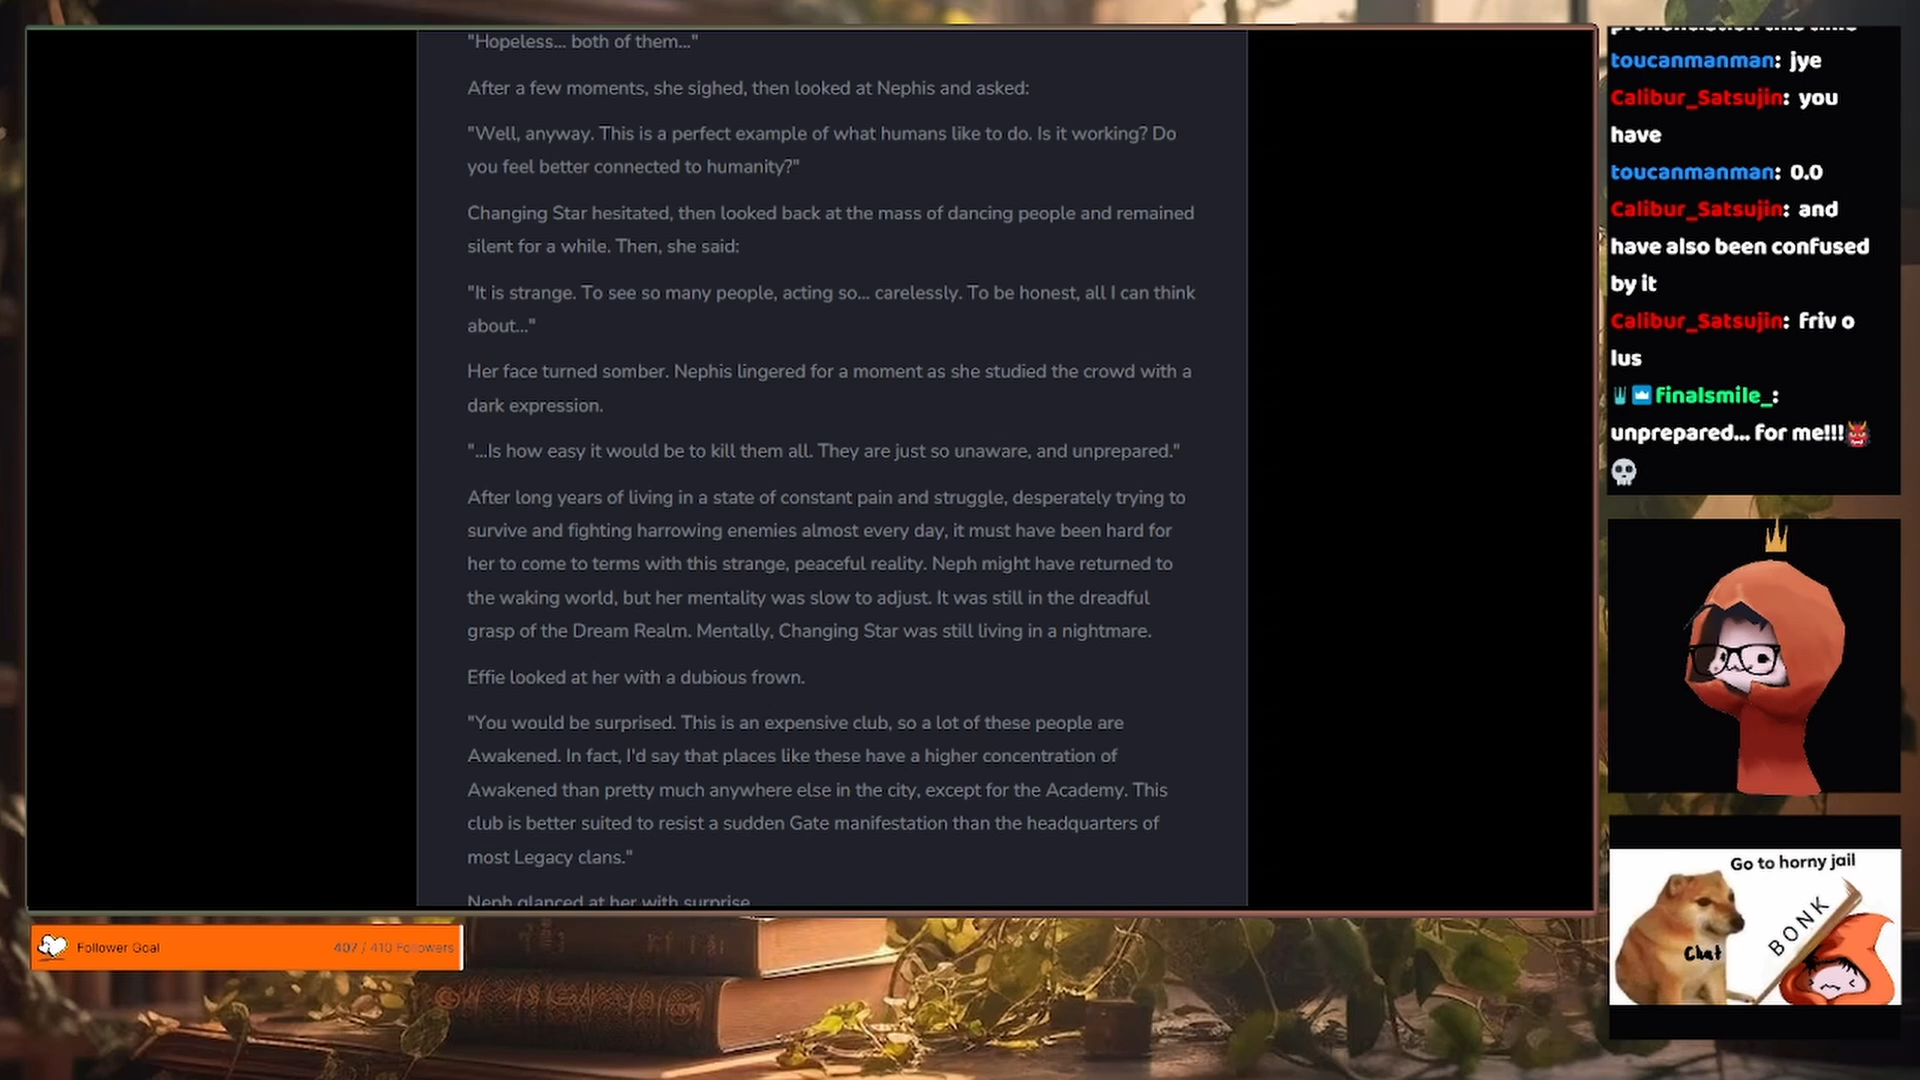 "Hopeless... both of them..."
After a few moments, she sighed, then looked at Nephis and asked:
"Well, anyway. This is a perfect example of what humans like to do. Is it working? Do
you feel better connected to humanity?"
Changing Star hesitated, then looked back at the mass of dancing people and remained
silent for a while. Then, she said:
"It is strange. To see so many people, acting so... carelessly. To be honest, all I can think
about..."
Her face turned somber. Nephis lingered for a moment as she studied the crowd with a
dark expression.
"...Is how easy it would be to kill them all. They are just so unaware, and unprepared."
After long years of living in a state of constant pain and struggle, desperately trying to
survive and fighting harrowing enemies almost every day, it must have been hard for
her to come to terms with this strange, peaceful reality. Neph might have returned to
the waking world, but her mentality was slow to adjust. It was still in the dreadful
grasp of the Dream Realm. Mentally, Changing Star was still living in a nightmare.
Effie looked at her with a dubious frown.
"You would be surprised. This is an expensive club, so a lot of these people are
Awakened. In fact, I'd say that places like these have a higher concentration of
Awakened than pretty much anywhere else in the city, except for the Academy. This
club is better suited to resist a sudden Gate manifestation than the headquarters of
most Legacy clans."
Neph glanced at her with surprise
toucanmanman: jye
Calibur_Satsujin: you
have
toucanmanman: 0.0
Calibur_Satsujin: and
have also been confused
by it
Calibur_Satsujin: friv o
lus
finalsmile_:
unprepared... for me!!!👹
💀
Go to horny jail
BONK
Chat
Follower Goal
407 / 410 Followers